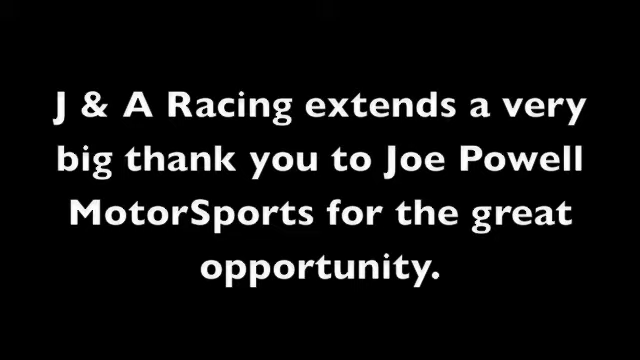 J & A Racing extends a very
big thank you to Joe Powell
MotorSports for the great
opportunity.